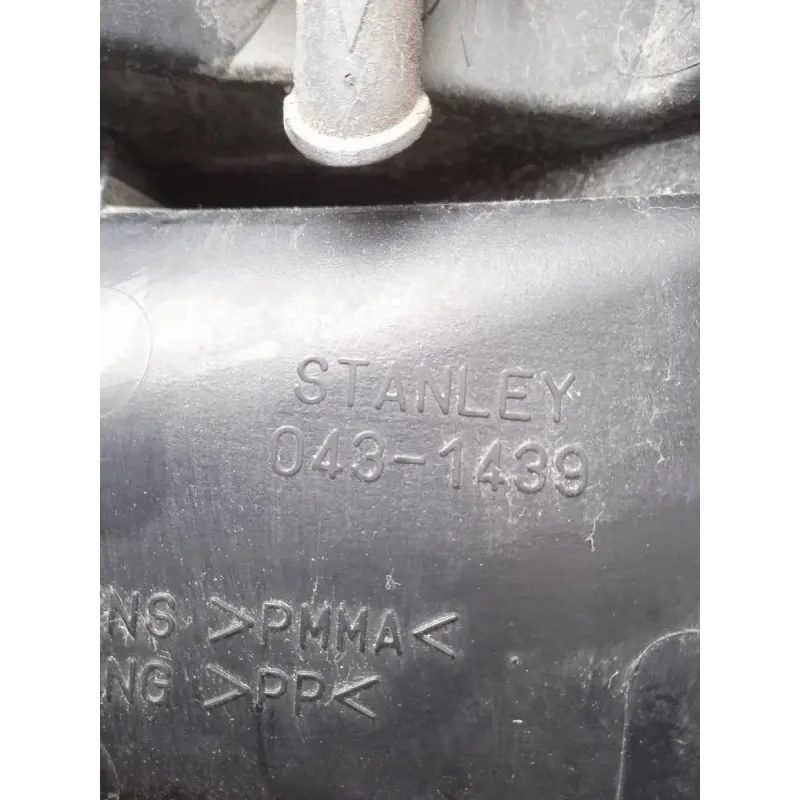 STANLEY
043-1439
NS >PMMA<
NG >PP<